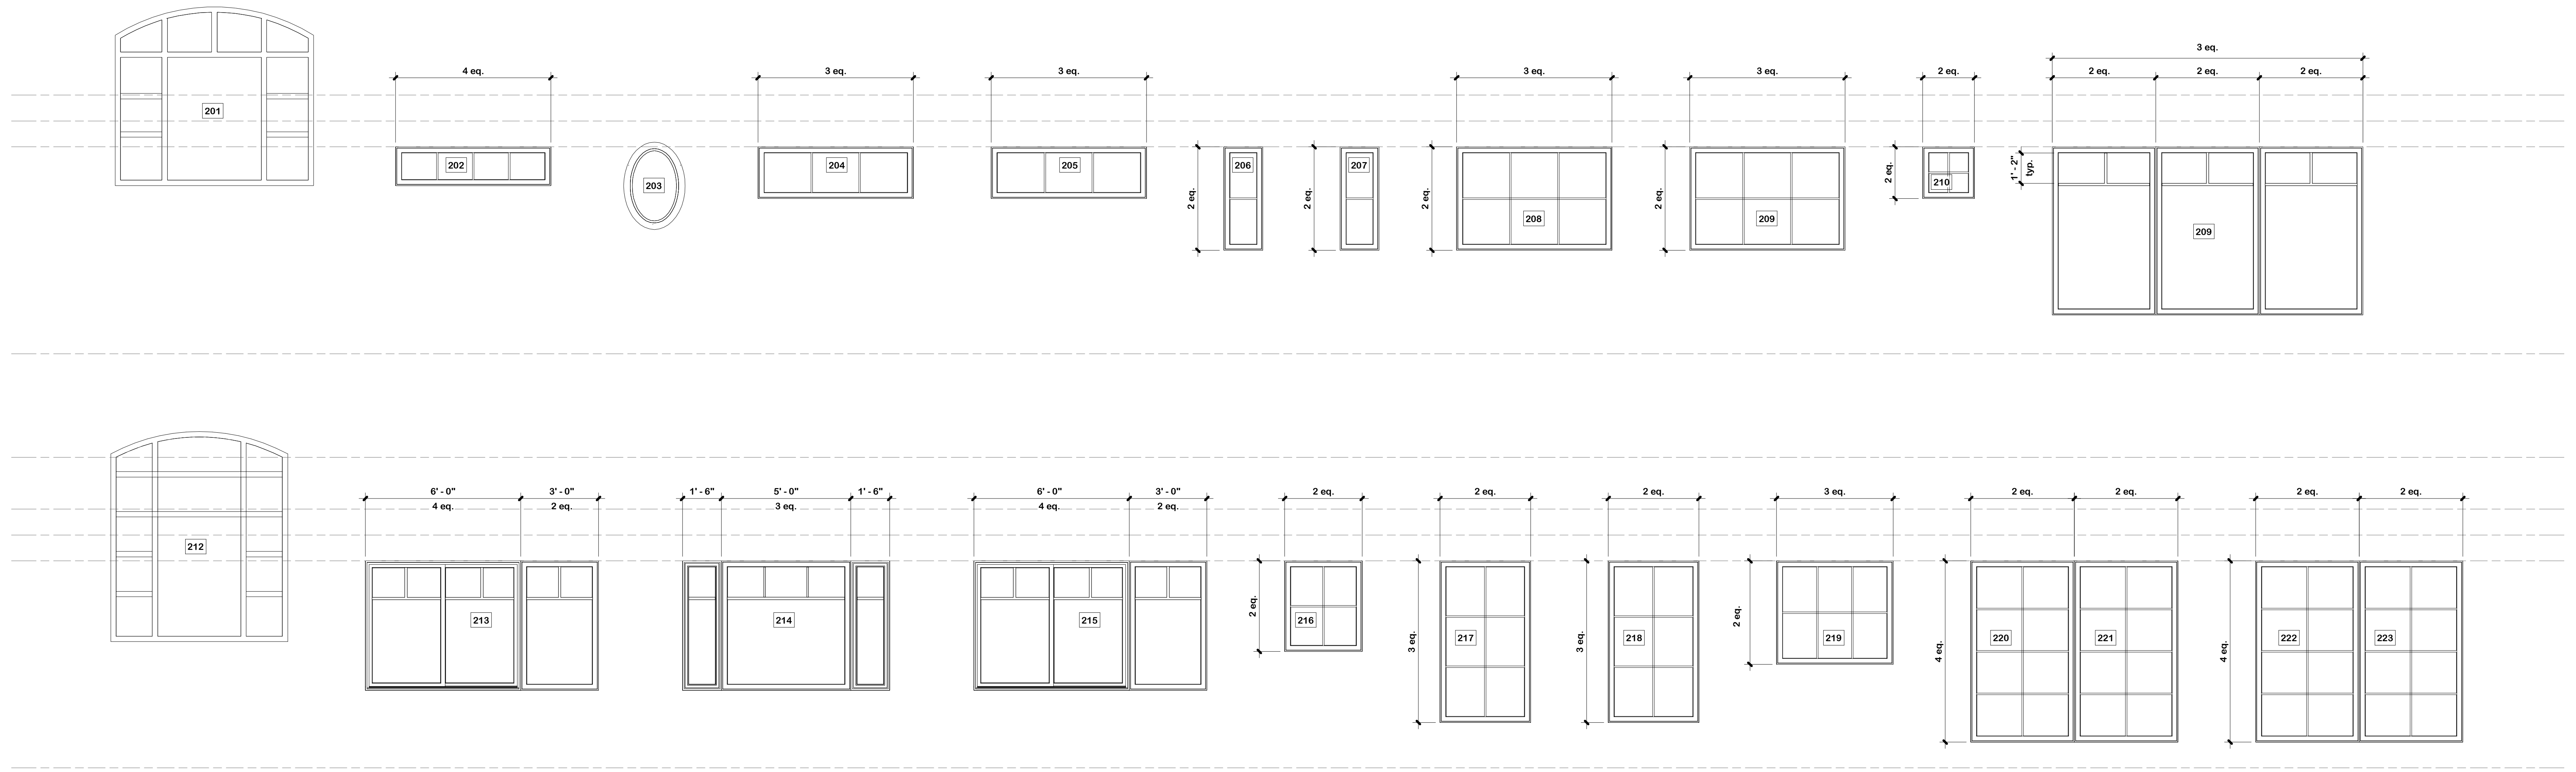 3 eq.
4 eq.
3 eq.
3 eq.
3 eq.
3 eq.
2 eq.
2 eq.
2 eq.
2 eq.
201
202
203
204
205
206
2 eq.
207
2 eq.
208
2 eq.
209
2 eq.
210
2 eq.
1' - 2"
typ.
209
6' - 0"
3' - 0"
4 eq.
2 eq.
1' - 6"
5' - 0"
1' - 6"
3 eq.
6' - 0"
3' - 0"
4 eq.
2 eq.
2 eq.
2 eq.
2 eq.
3 eq.
2 eq.
2 eq.
2 eq.
2 eq.
212
213
214
215
2 eq.
216
3 eq.
217
3 eq.
218
2 eq.
219
4 eq.
220
221
4 eq.
222
223